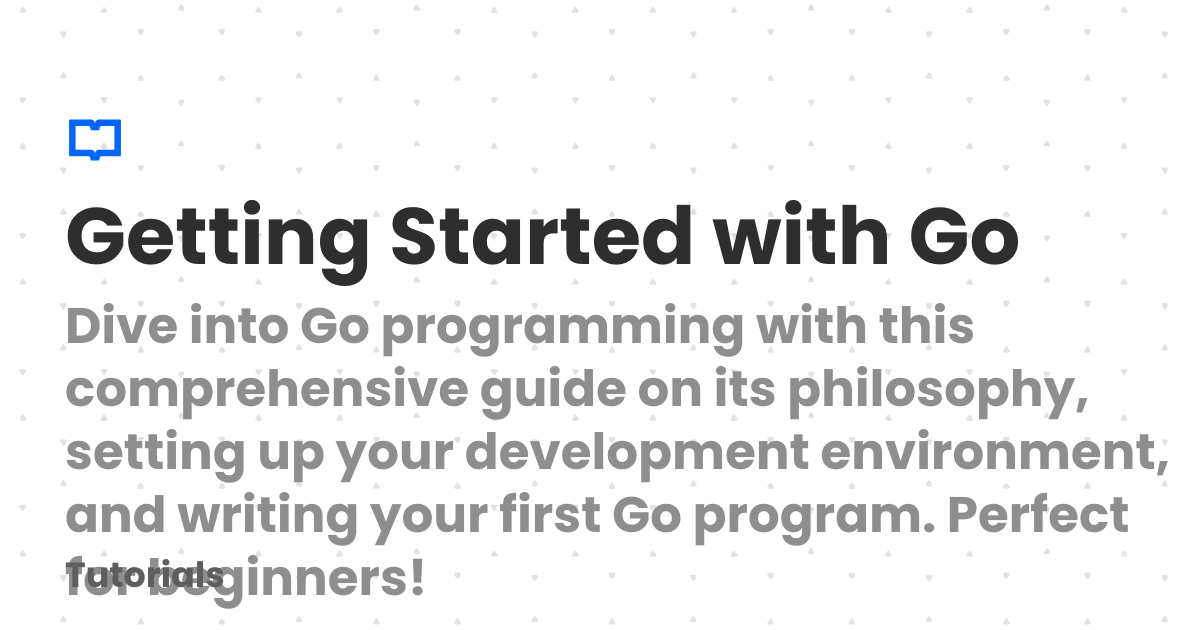 Getting Started with Go
Dive into Go programming with this
comprehensive guide on its philosophy,
setting up your development environment,
and writing your first Go program. Perfect
for beginners!
Tutorials